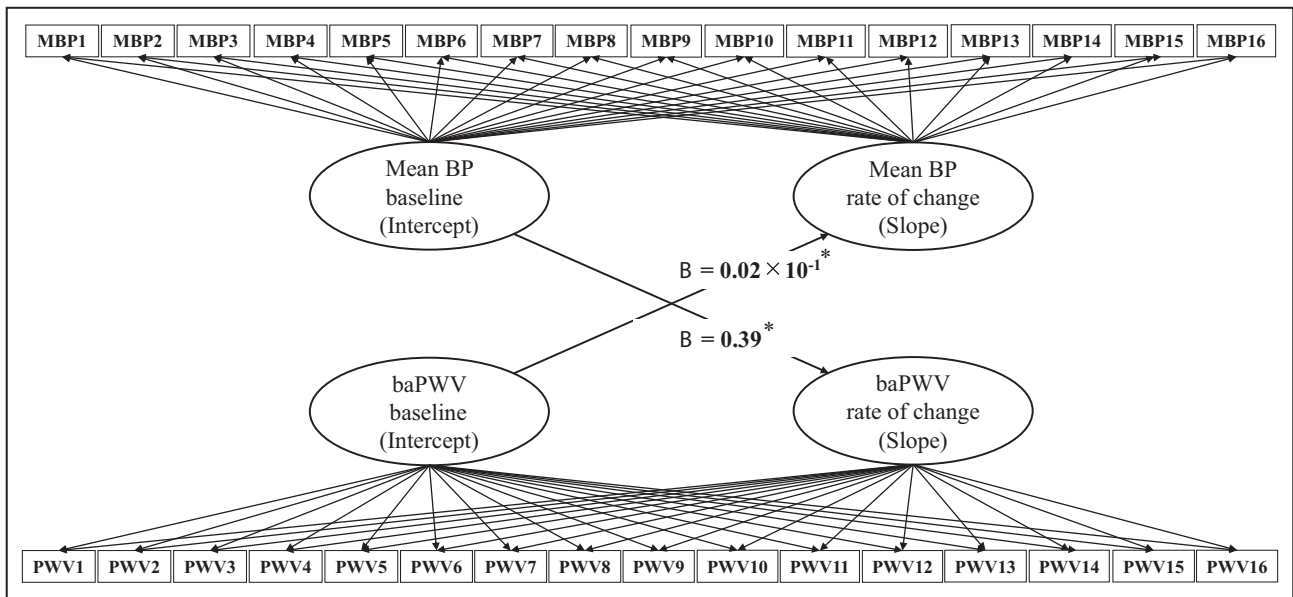 MBP1 MBP2 MBP3 MBP4 MBP5 MBP6 MBP7 MBP8 MBP9 MBP10 MBP11 MBP12 MBP13 MBP14 MBP15 MBP16
Mean BP
baseline
(Intercept)
Mean BP
rate of change
(Slope)
B = 0.02 × 10⁻¹*
B = 0.39*
baPWV
baseline
(Intercept)
baPWV
rate of change
(Slope)
PWV1 PWV2 PWV3 PWV4 PWV5 PWV6 PWV7 PWV8 PWV9 PWV10 PWV11 PWV12 PWV13 PWV14 PWV15 PWV16